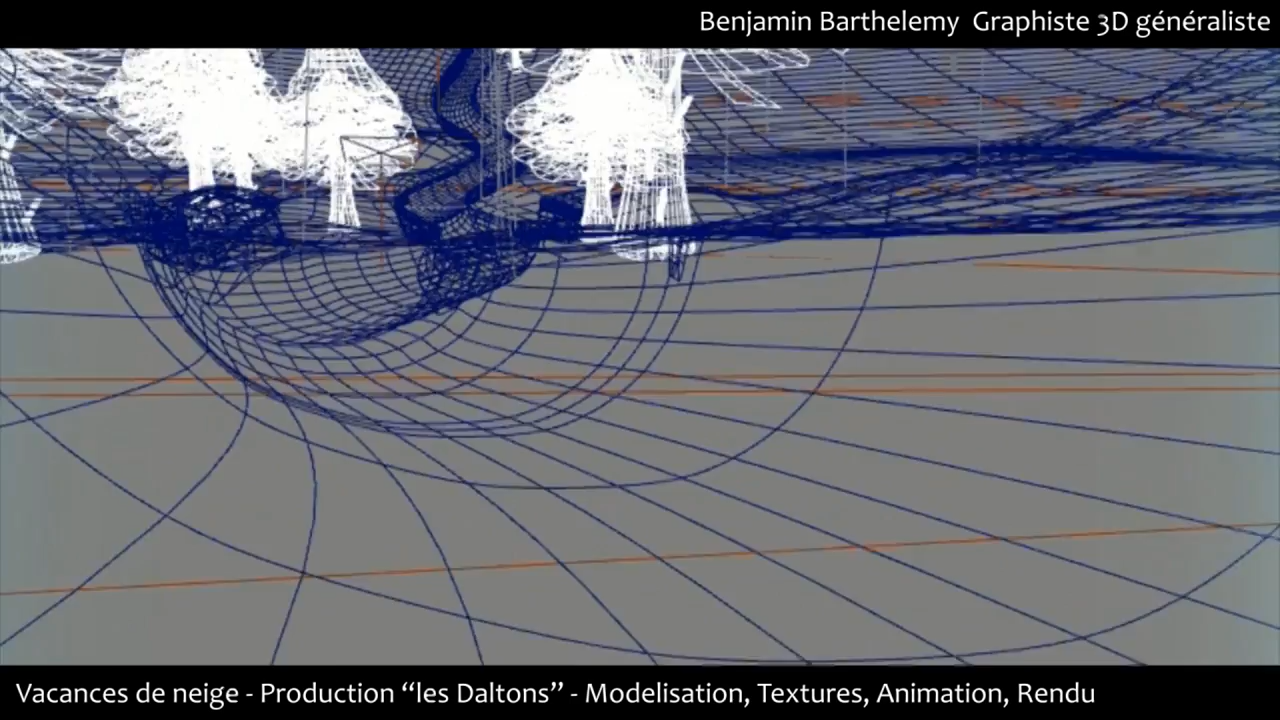 Benjamin Barthelemy  Graphiste 3D généraliste
Vacances de neige - Production “les Daltons” - Modelisation, Textures, Animation, Rendu